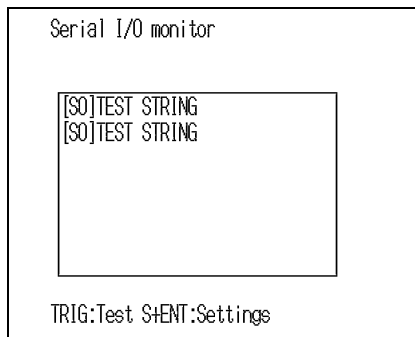 Serial I/O monitor
[SO]TEST STRING
[SO]TEST STRING
TRIG:Test S+ENT:Settings